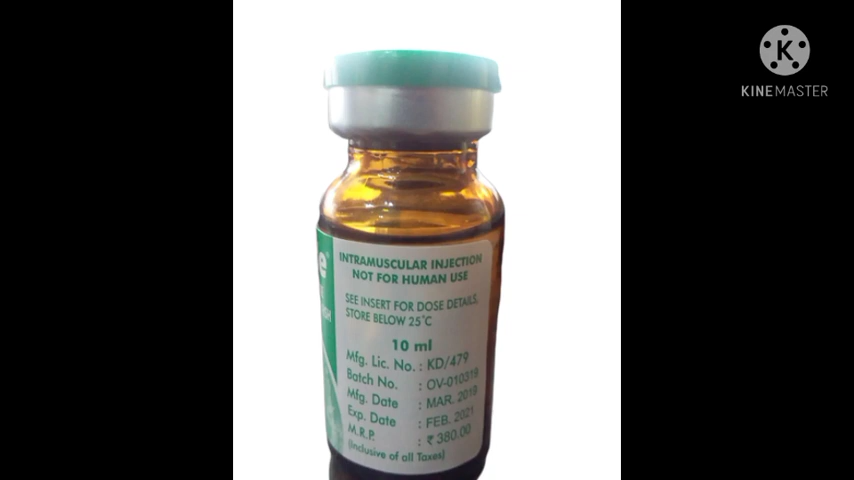 K
KINEMASTER
INTRAMUSCULAR INJECTION
NOT FOR HUMAN USE
SEE INSERT FOR DOSE DETAILS.
STORE BELOW 25°C
10 ml
Mfg. Lic. No. : KD/479
Batch No. : OV-010319
Mfg. Date : MAR. 2019
Exp. Date : FEB. 2021
M.R.P. : ₹ 380.00
(Inclusive of all Taxes)